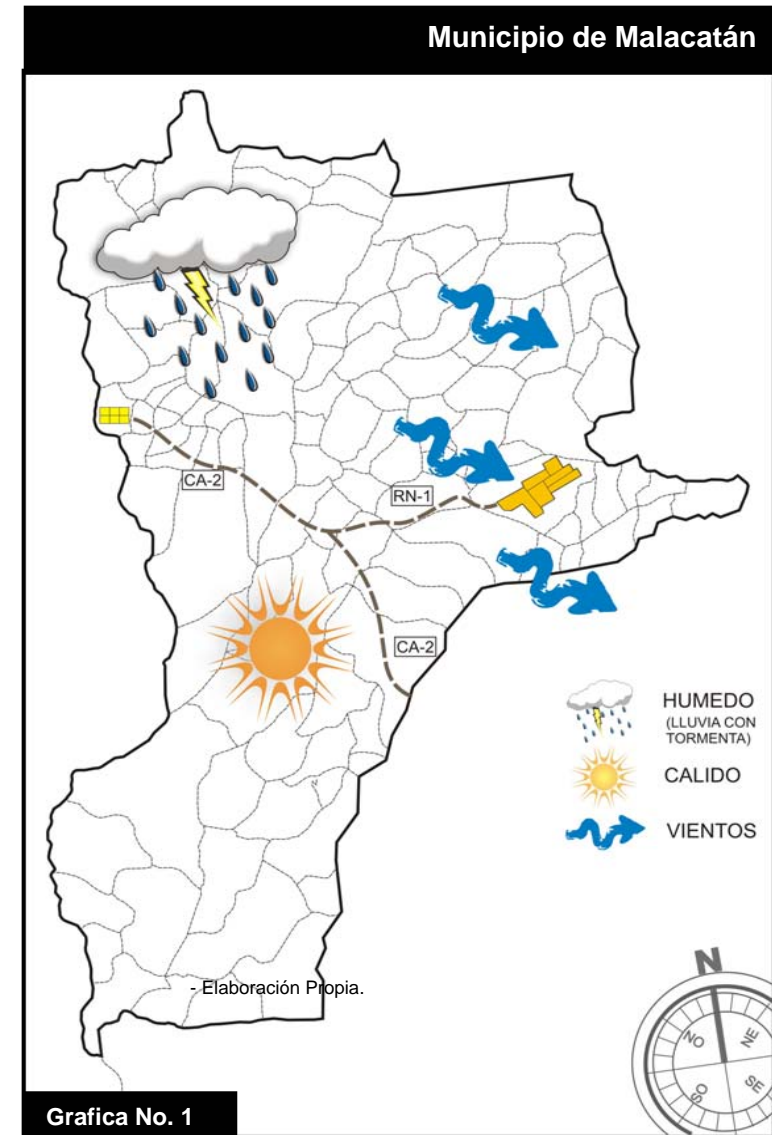 Municipio de Malacatán
CA-2
RN-1
CA-2
HUMEDO
(LLUVIA CON
TORMENTA)
CALIDO
VIENTOS
- Elaboración Propia.
N
NO
NE
SO
SE
Grafica No. 1